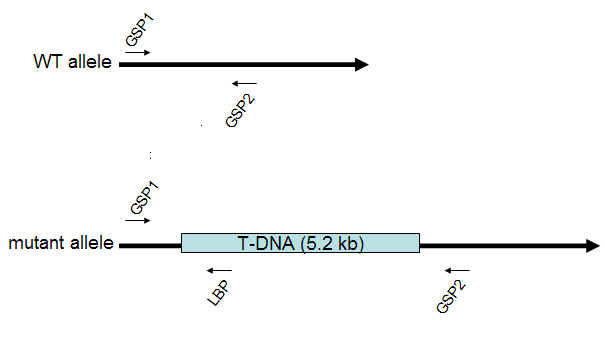 GSP1
WT allele
GSP2
GSP1
mutant allele
T-DNA (5.2 kb)
LBP
GSP2